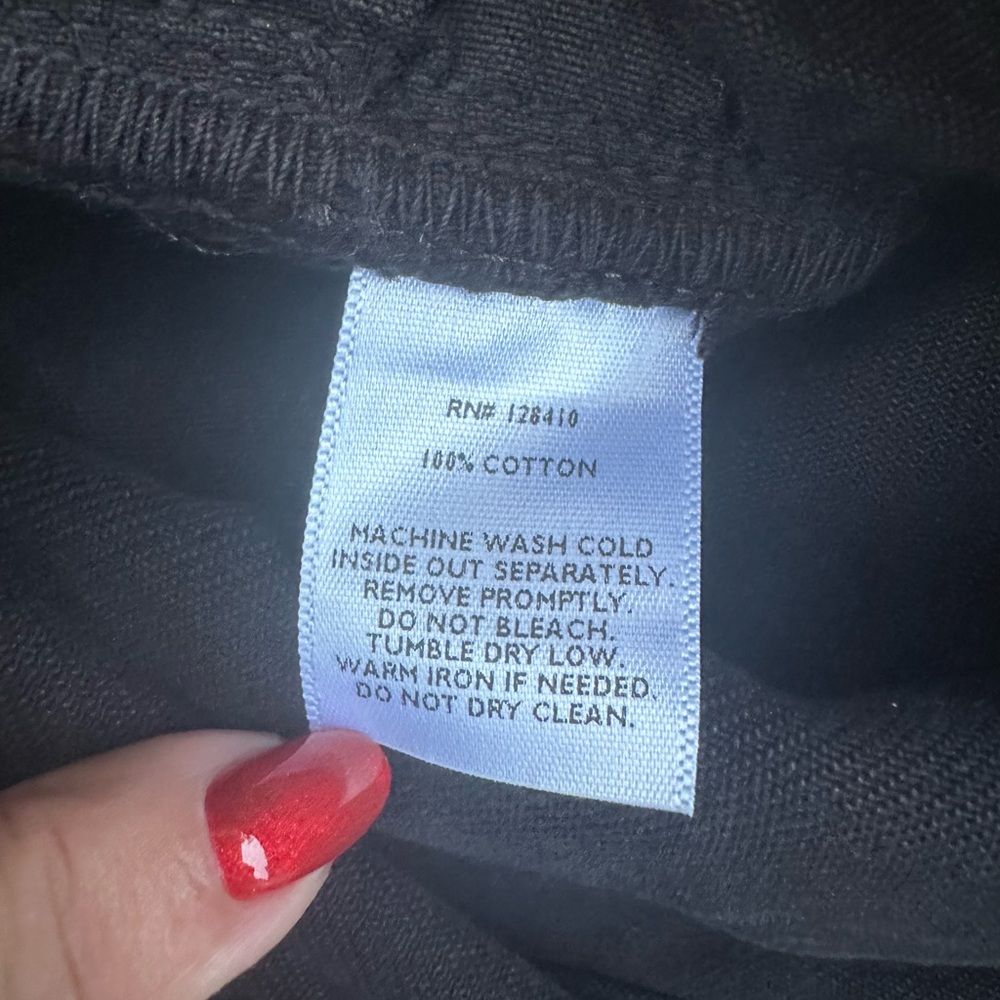 RN# 128410
100% COTTON
MACHINE WASH COLD
INSIDE OUT SEPARATELY.
REMOVE PROMPTLY.
DO NOT BLEACH.
TUMBLE DRY LOW.
WARM IRON IF NEEDED
DO NOT DRY CLEAN.